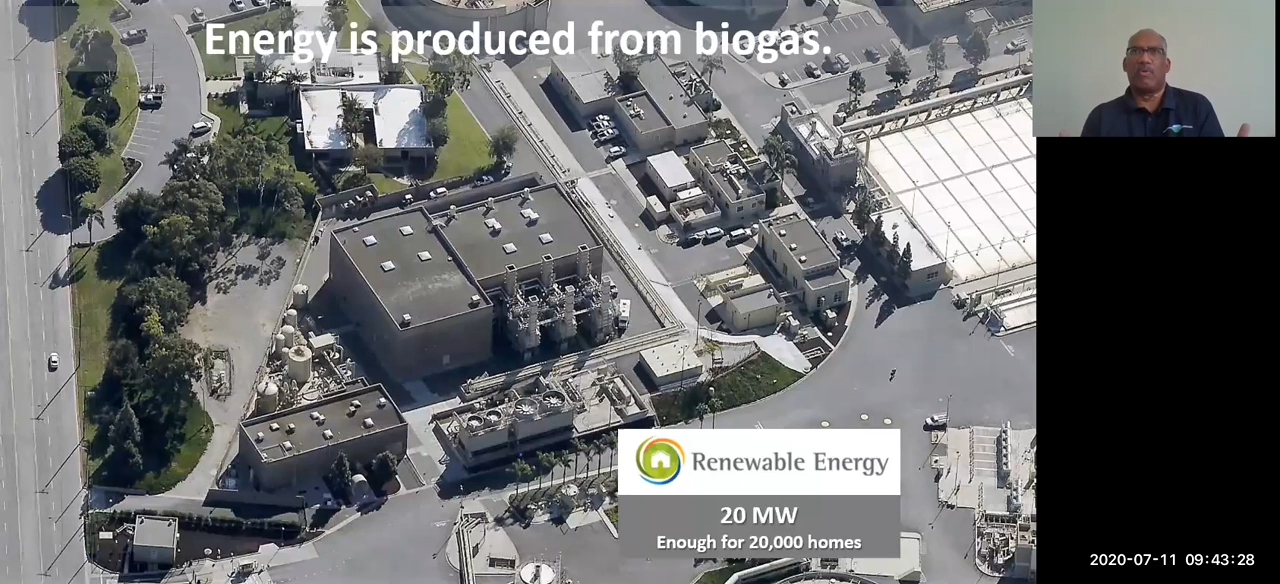 Energy is produced from biogas.
Renewable Energy
20 MW
Enough for 20,000 homes
2020-07-11 09:43:28